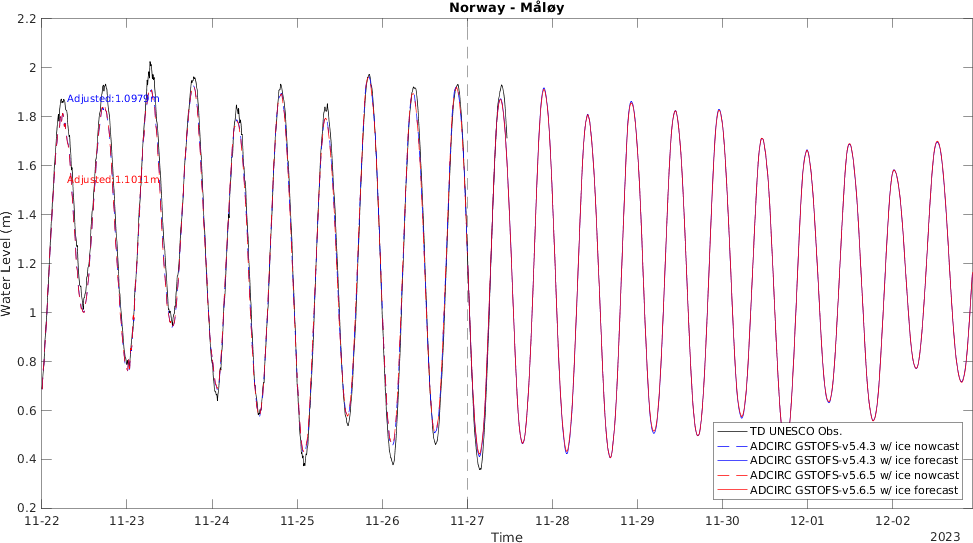 Norway - Måløy
2.2
2
1.8
1.6
1.4
1.2
1
0.8
0.6
0.4
0.2
Water Level (m)
Adjusted:1.0979m
Adjusted:1.1011m
TD UNESCO Obs.
ADCIRC GSTOFS-v5.4.3 w/ ice nowcast
ADCIRC GSTOFS-v5.4.3 w/ ice forecast
ADCIRC GSTOFS-v5.6.5 w/ ice nowcast
ADCIRC GSTOFS-v5.6.5 w/ ice forecast
11-22 11-23 11-24 11-25 11-26 11-27 11-28 11-29 11-30 12-01 12-02
Time
2023